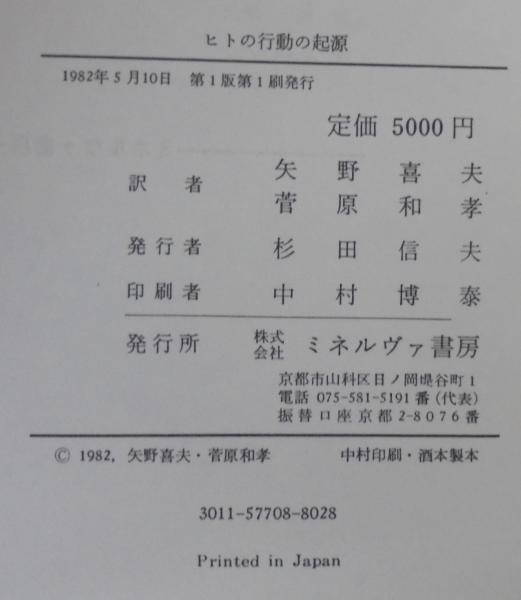 ヒトの行動の起源
1982年5月10日 第1版第1刷発行
定価 5000円
訳者 矢野喜夫
菅原和孝
発行者 杉田信夫
印刷者 中村博泰
発行所 株式会社 ミネルヴァ書房
京都市山科区日ノ岡堤谷町1
電話 075-581-5191番(代表)
振替口座京都2-8076番
© 1982, 矢野喜夫・菅原和孝 中村印刷・酒本製本
3011-57708-8028
Printed in Japan